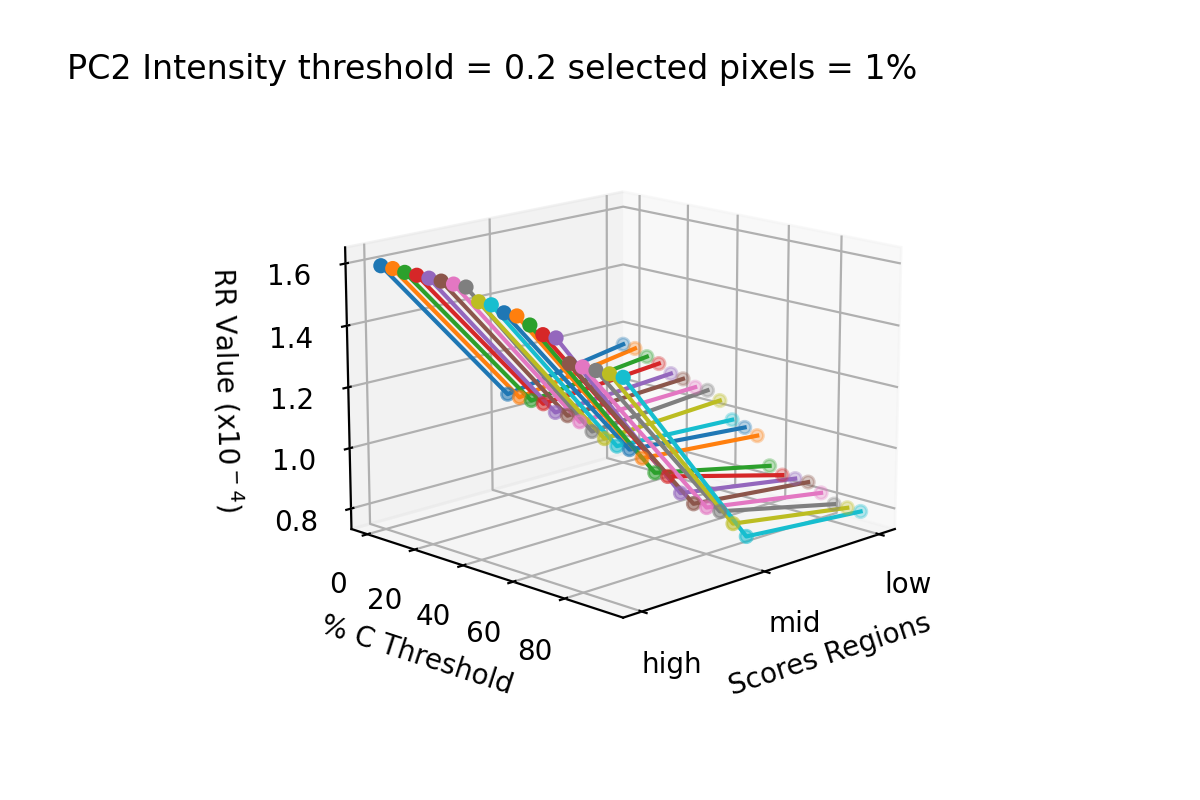 PC2 Intensity threshold = 0.2 selected pixels = 1%
RR Value (x10⁻⁴)
1.6
1.4
1.2
1.0
0.8
0
20
40
60
80
% C Threshold
high
mid
low
Scores Regions